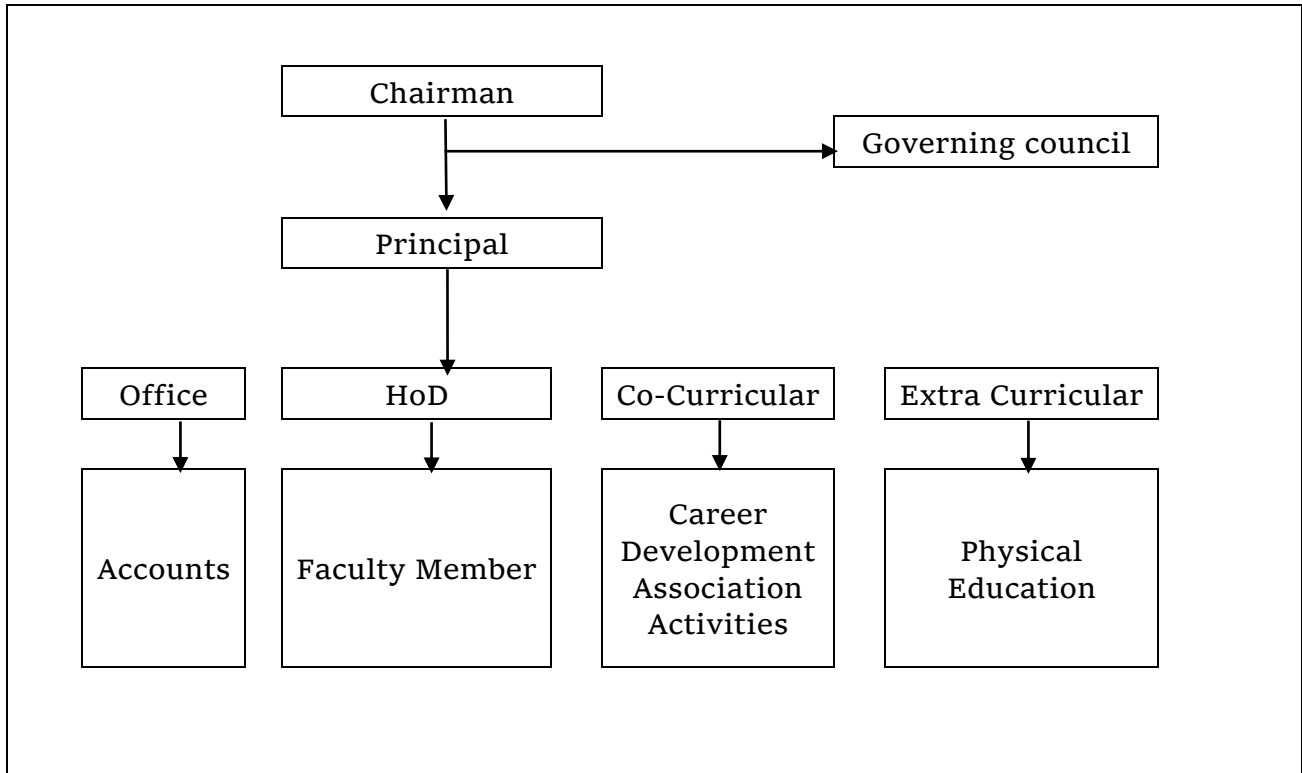 Chairman
Governing council
Principal
Office
HoD
Co-Curricular
Extra Curricular
Accounts
Faculty Member
Career
Development
Association
Activities
Physical
Education